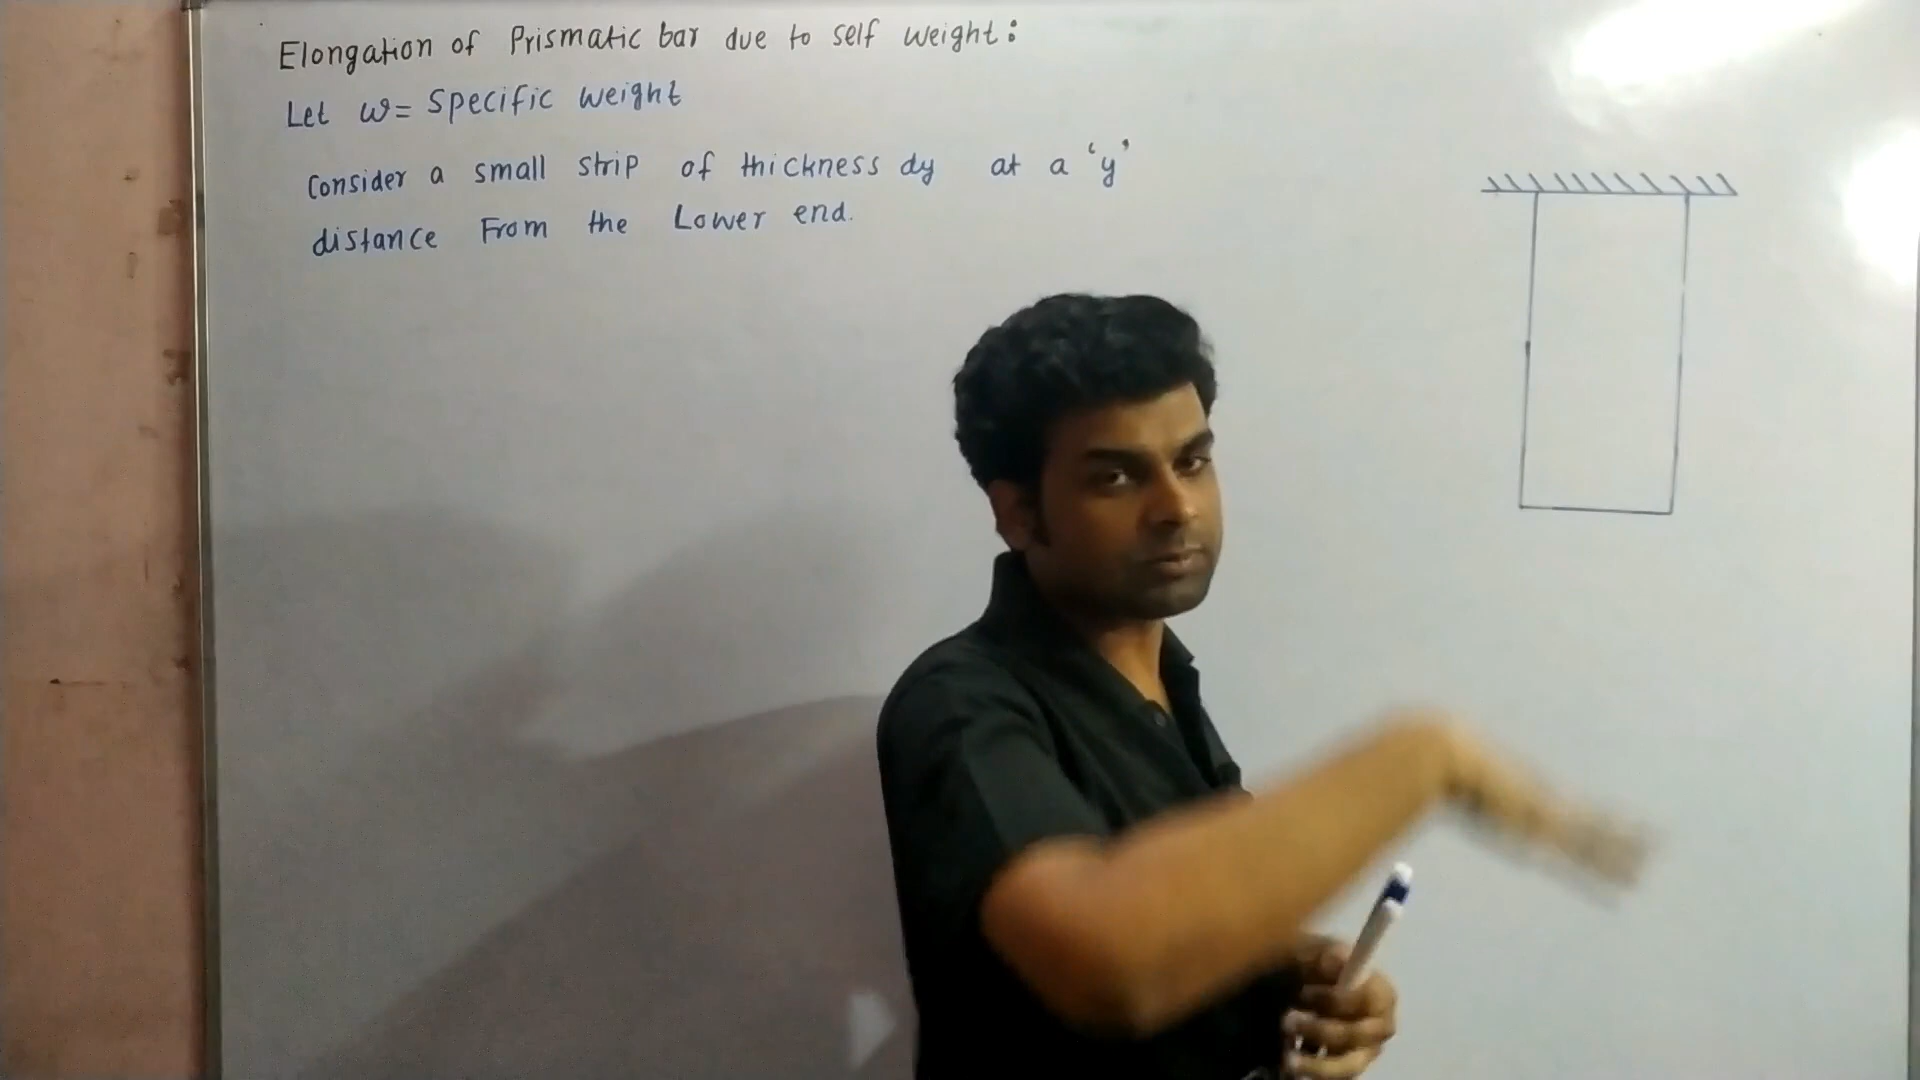 Elongation of Prismatic bar due to self weight:
Let w = Specific weight
Consider a small strip of thickness dy at a 'y'
distance From the Lower end.